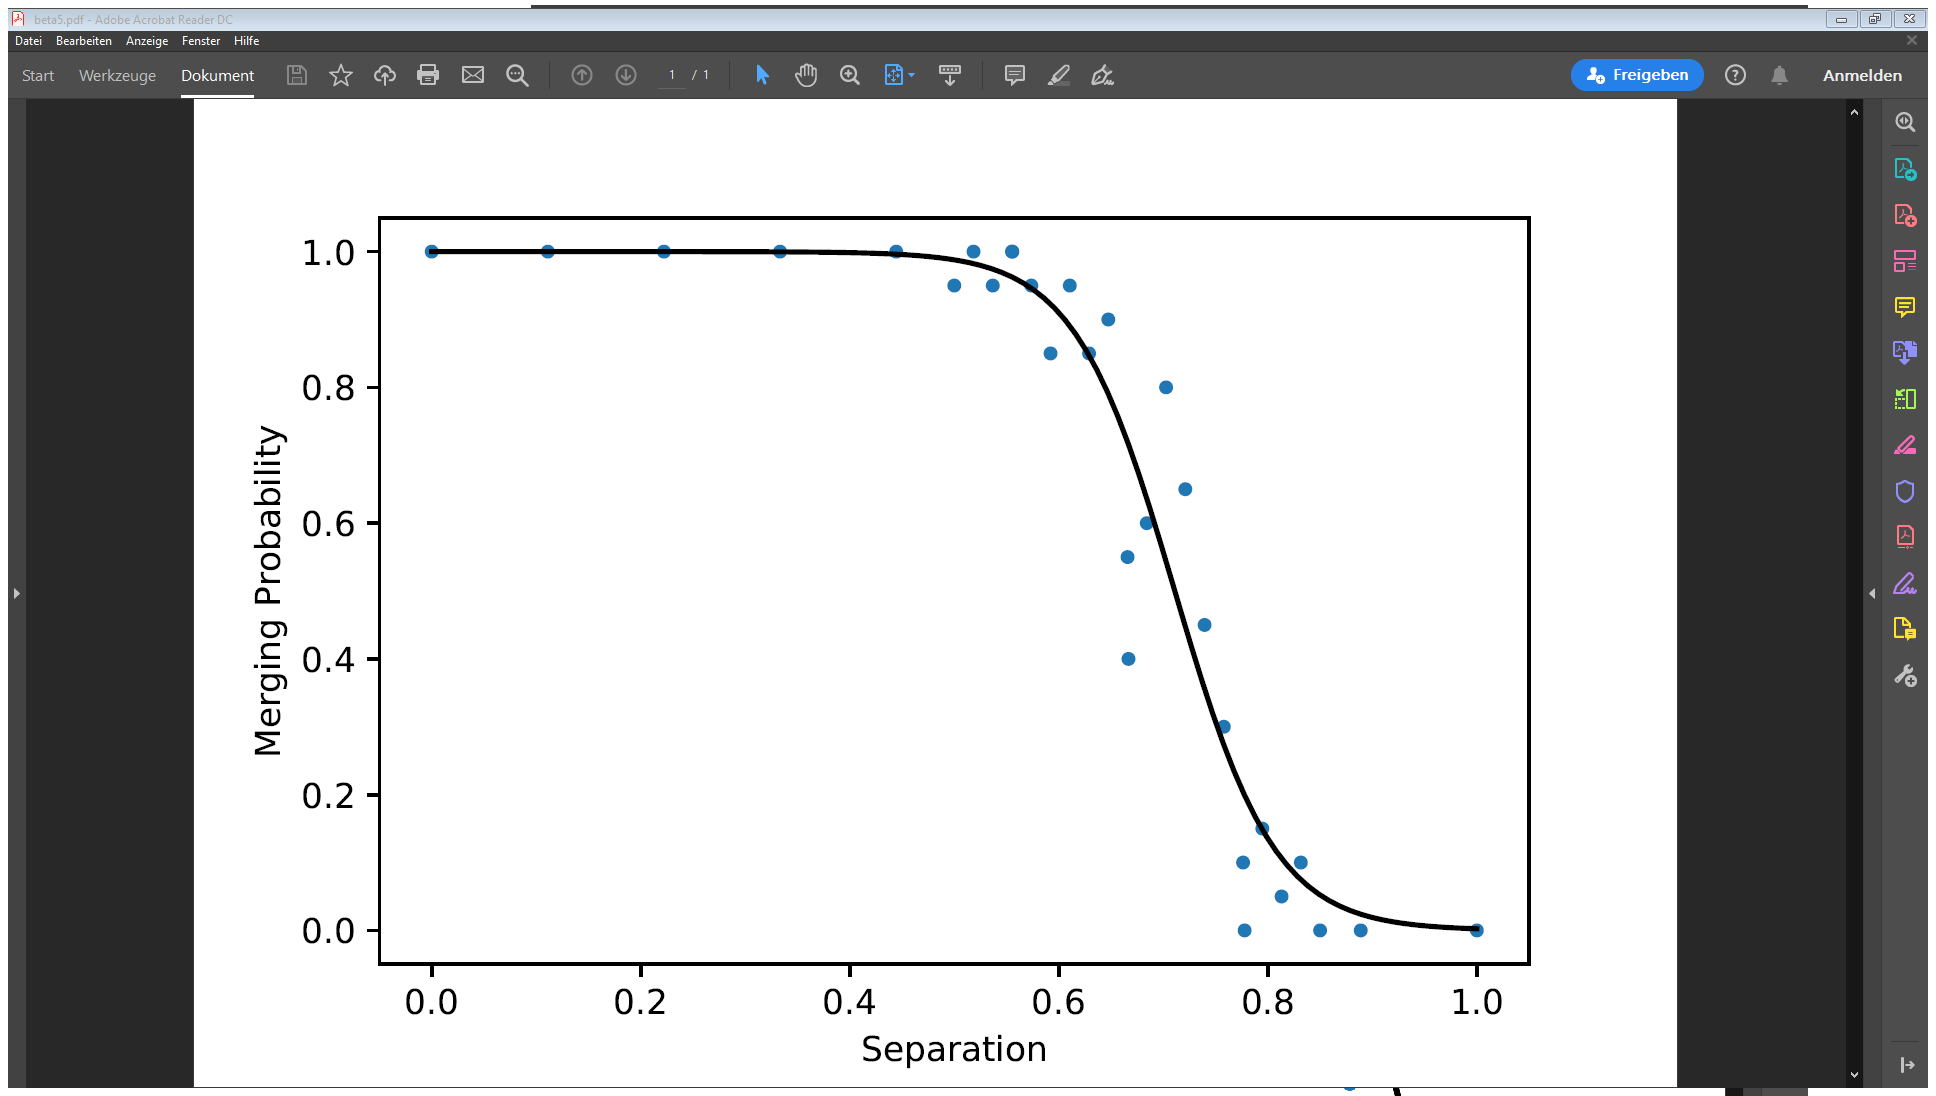 beta5.pdf - Adobe Acrobat Reader DC
Datei Bearbeiten Anzeige Fenster Hilfe
Start Werkzeuge Dokument 1 / 1 Freigeben Anmelden
1.0
0.8
0.6
0.4
0.2
0.0
Merging Probability
0.0 0.2 0.4 0.6 0.8 1.0
Separation